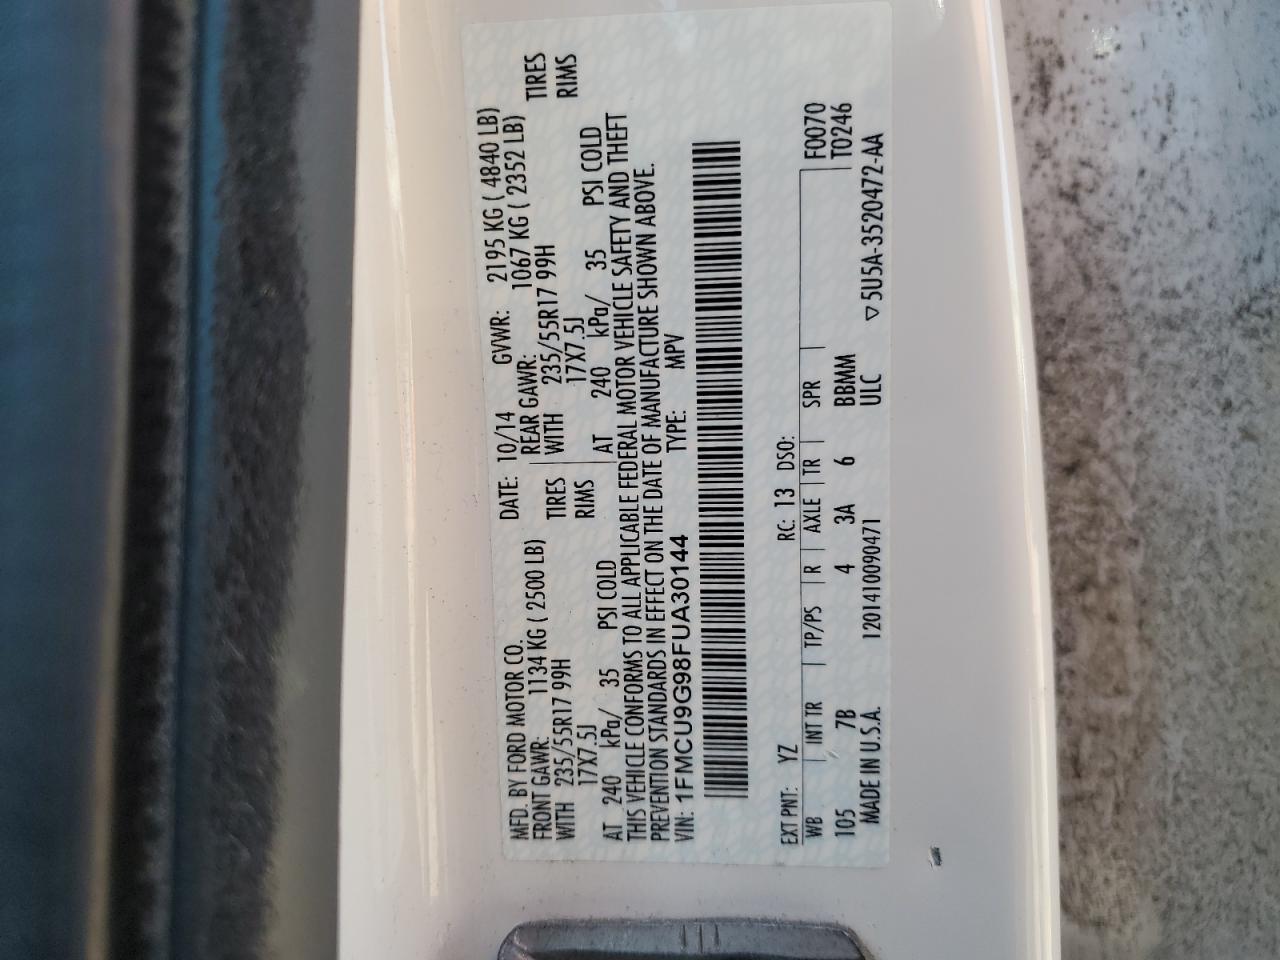 MFD. BY FORD MOTOR CO. DATE: 10/14 GVWR: 2195 KG ( 4840 LB)
FRONT GAWR: 1134 KG ( 2500 LB) REAR GAWR: 1067 KG ( 2352 LB)
WITH 235/55R17 99H TIRES WITH 235/55R17 99H TIRES
17X7.5J RIMS 17X7.5J RIMS
AT 240 kPa/ 35 PSI COLD AT 240 kPa/ 35 PSI COLD
THIS VEHICLE CONFORMS TO ALL APPLICABLE FEDERAL MOTOR VEHICLE SAFETY AND THEFT
PREVENTION STANDARDS IN EFFECT ON THE DATE OF MANUFACTURE SHOWN ABOVE.
VIN: 1FMCU9G98FUA30144 TYPE: MPV
EXT PNT: YZ RC: 13 DSO: F0070
WB INT TR TP/PS R AXLE TR SPR T0246
105 7B 4 3A 6 BBMM
MADE IN U.S.A. 120141009047​1 ULC ▽5U5A-3520472-AA